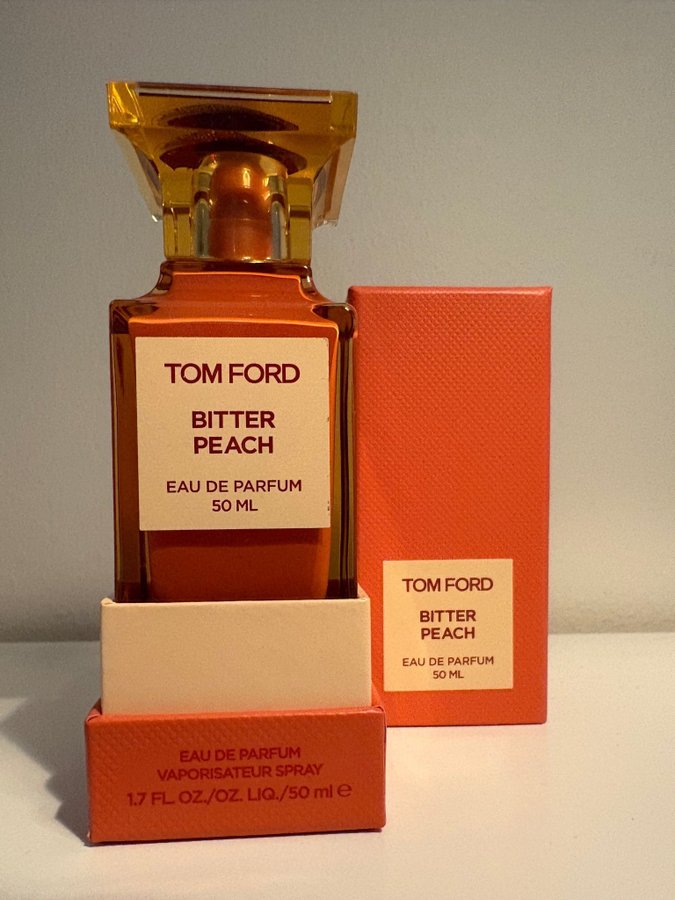 TOM FORD
BITTER
PEACH
EAU DE PARFUM
50 ML
TOM FORD
BITTER
PEACH
EAU DE PARFUM
50 ML
EAU DE PARFUM
VAPORISATEUR SPRAY
1.7 FL. OZ./OZ. LIQ./50 ml ℮